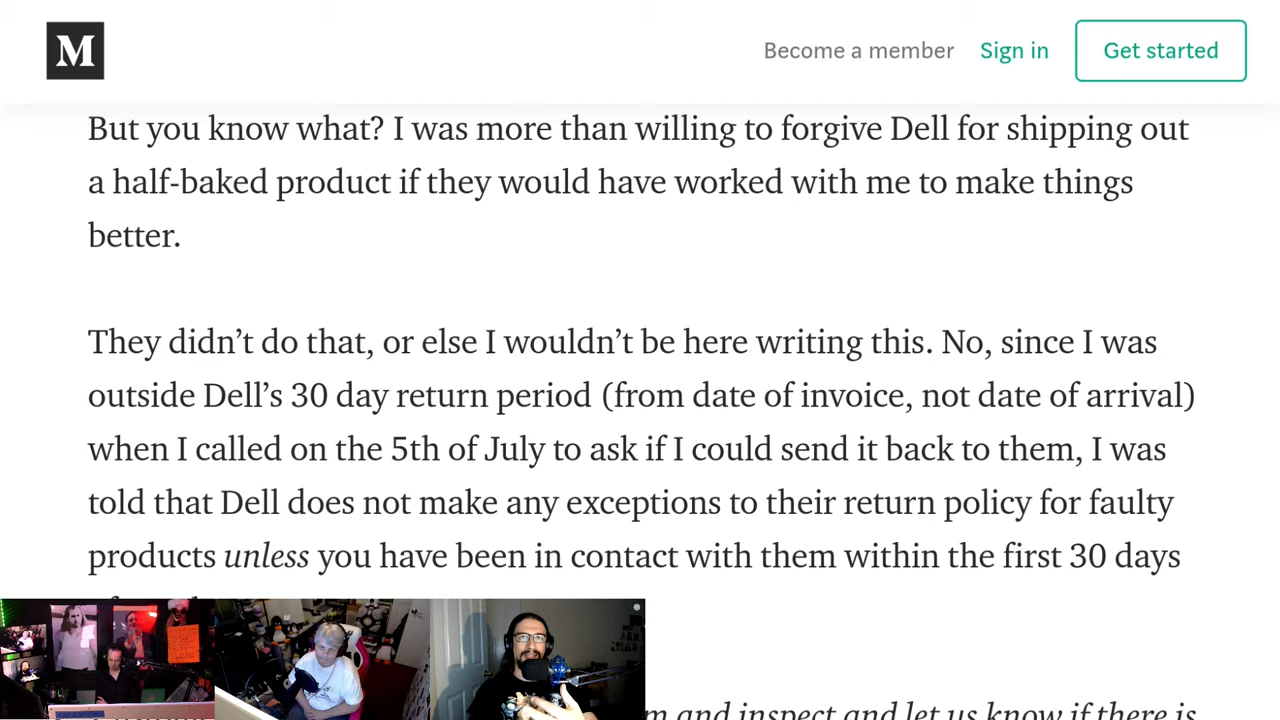 M
Become a member
Sign in
Get started
But you know what? I was more than willing to forgive Dell for shipping out
a half-baked product if they would have worked with me to make things
better.
They didn’t do that, or else I wouldn’t be here writing this. No, since I was
outside Dell’s 30 day return period (from date of invoice, not date of arrival)
when I called on the 5th of July to ask if I could send it back to them, I was
told that Dell does not make any exceptions to their return policy for faulty
products unless you have been in contact with them within the first 30 days
and inspect and let us know if there is